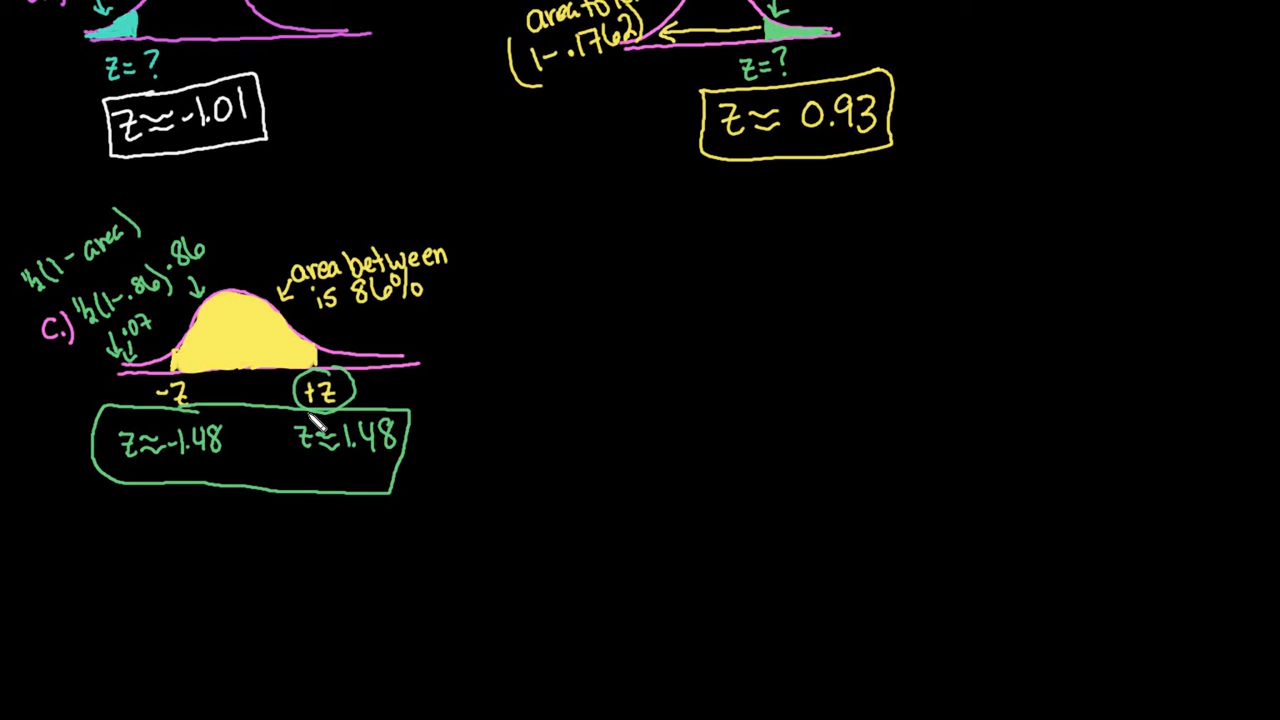 z=?
z≈-1.01
area to
(1-.1762)
z=?
z≈ 0.93
½(1-area)
½(1-.86)
.86
area between
is 86%
c.)
.07
-z
+z
z≈-1.48
z≈1.48